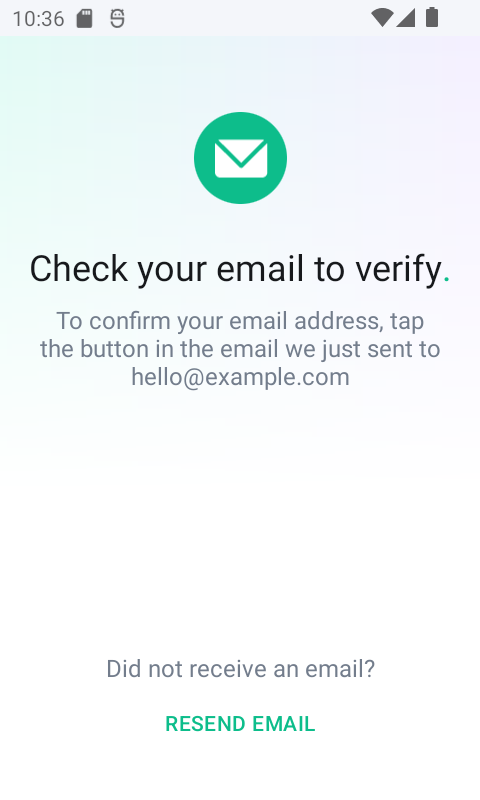 10:36
Check your email to verify.
To confirm your email address, tap
the button in the email we just sent to
hello@example.com
Did not receive an email?
RESEND EMAIL